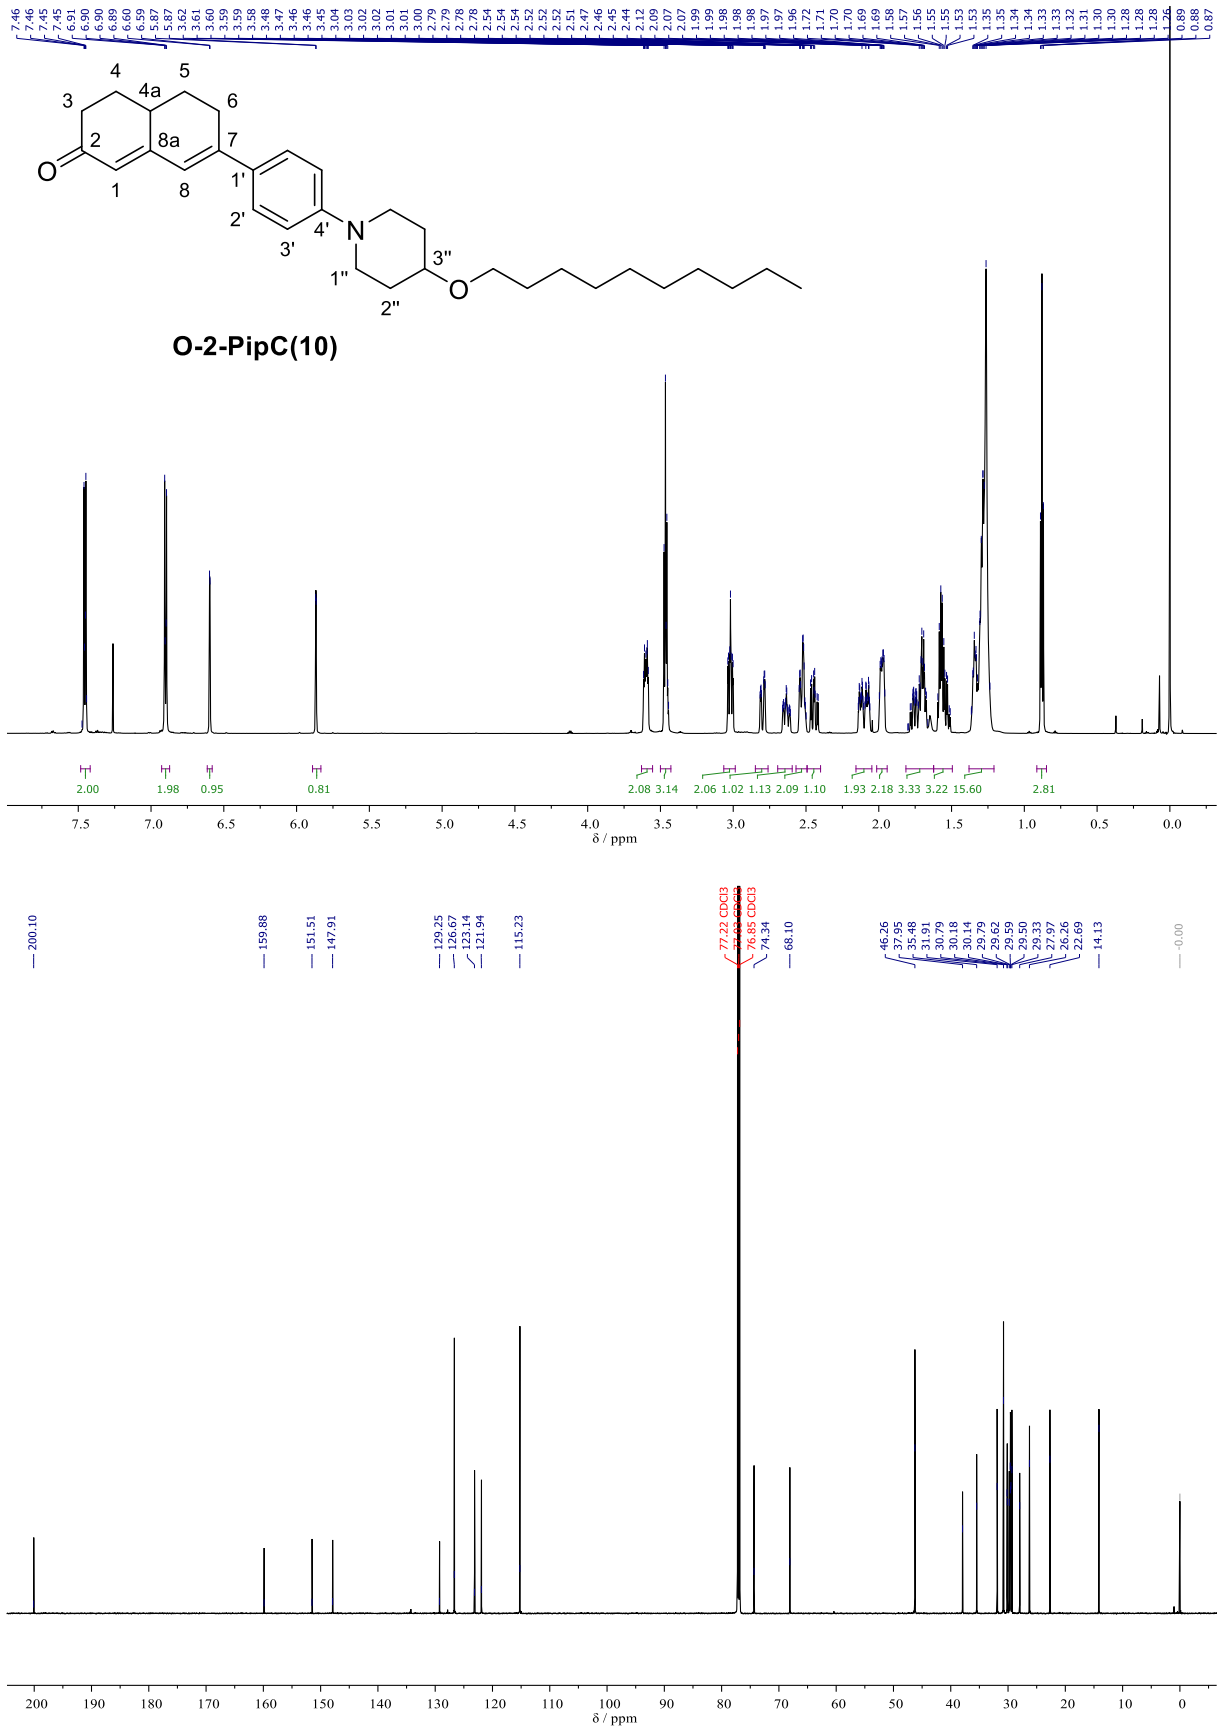 7.46 7.46 7.45 7.45 6.91 6.90 6.90 6.89 6.60 6.59 5.87 5.87 3.62 3.61 3.60 3.59 3.59 3.58 3.48 3.47 3.46 3.46 3.45 3.04 3.03 3.02 3.02 3.01 3.01 3.00 2.79 2.79 2.78 2.78 2.54 2.54 2.54 2.52 2.52 2.52 2.51 2.47 2.46 2.45 2.44 2.12 2.09 2.07 2.07 1.99 1.99 1.98 1.98 1.98 1.97 1.97 1.96 1.72 1.71 1.70 1.70 1.69 1.69 1.58 1.57 1.56 1.55 1.55 1.53 1.53 1.35 1.35 1.34 1.34 1.33 1.33 1.32 1.31 1.30 1.30 1.28 1.28 1.28 1.26 0.89 0.88 0.87
4 5
3 4a 6
2 8a 7
O 1 8 1'
2' 3' 4' N
1" 2" 3" O
O-2-PipC(10)
2.00 1.98 0.95 0.81 2.08 3.14 2.06 1.02 1.13 2.09 1.10 1.93 2.18 3.33 3.22 15.60 2.81
7.5 7.0 6.5 6.0 5.5 5.0 4.5 4.0 3.5 3.0 2.5 2.0 1.5 1.0 0.5 0.0
δ / ppm
200.10 159.88 151.51 147.91 129.25 126.67 123.14 121.94 115.23 77.22 CDCl3 76.85 CDCl3 74.34 68.10 46.26 37.95 35.48 31.91 30.79 30.18 30.14 29.79 29.62 29.59 29.50 29.33 27.97 26.26 22.69 14.13 -0.00
200 190 180 170 160 150 140 130 120 110 100 90 80 70 60 50 40 30 20 10 0
δ / ppm